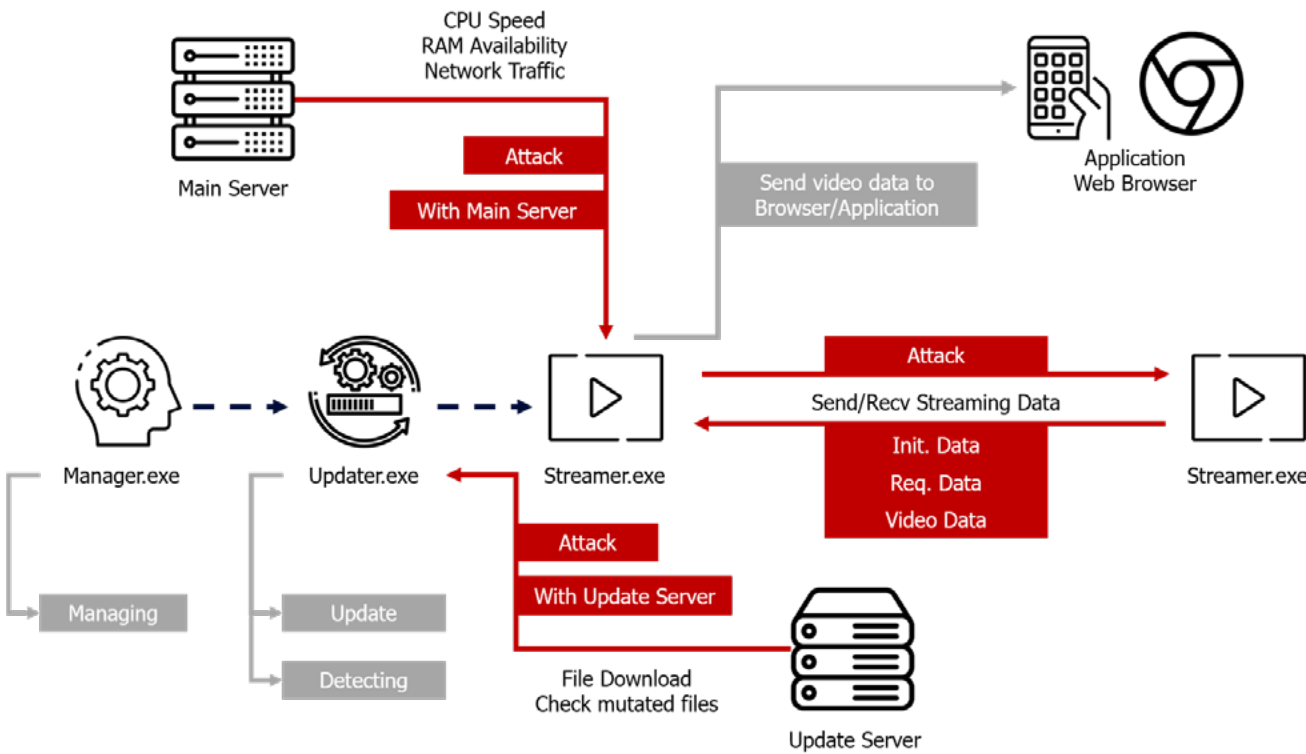 CPU Speed
RAM Availability
Network Traffic
Main Server
Attack
With Main Server
Send video data to
Browser/Application
Application
Web Browser
Manager.exe
Updater.exe
Streamer.exe
Attack
Send/Recv Streaming Data
Init. Data
Req. Data
Video Data
Streamer.exe
Managing
Update
Detecting
Attack
With Update Server
File Download
Check mutated files
Update Server